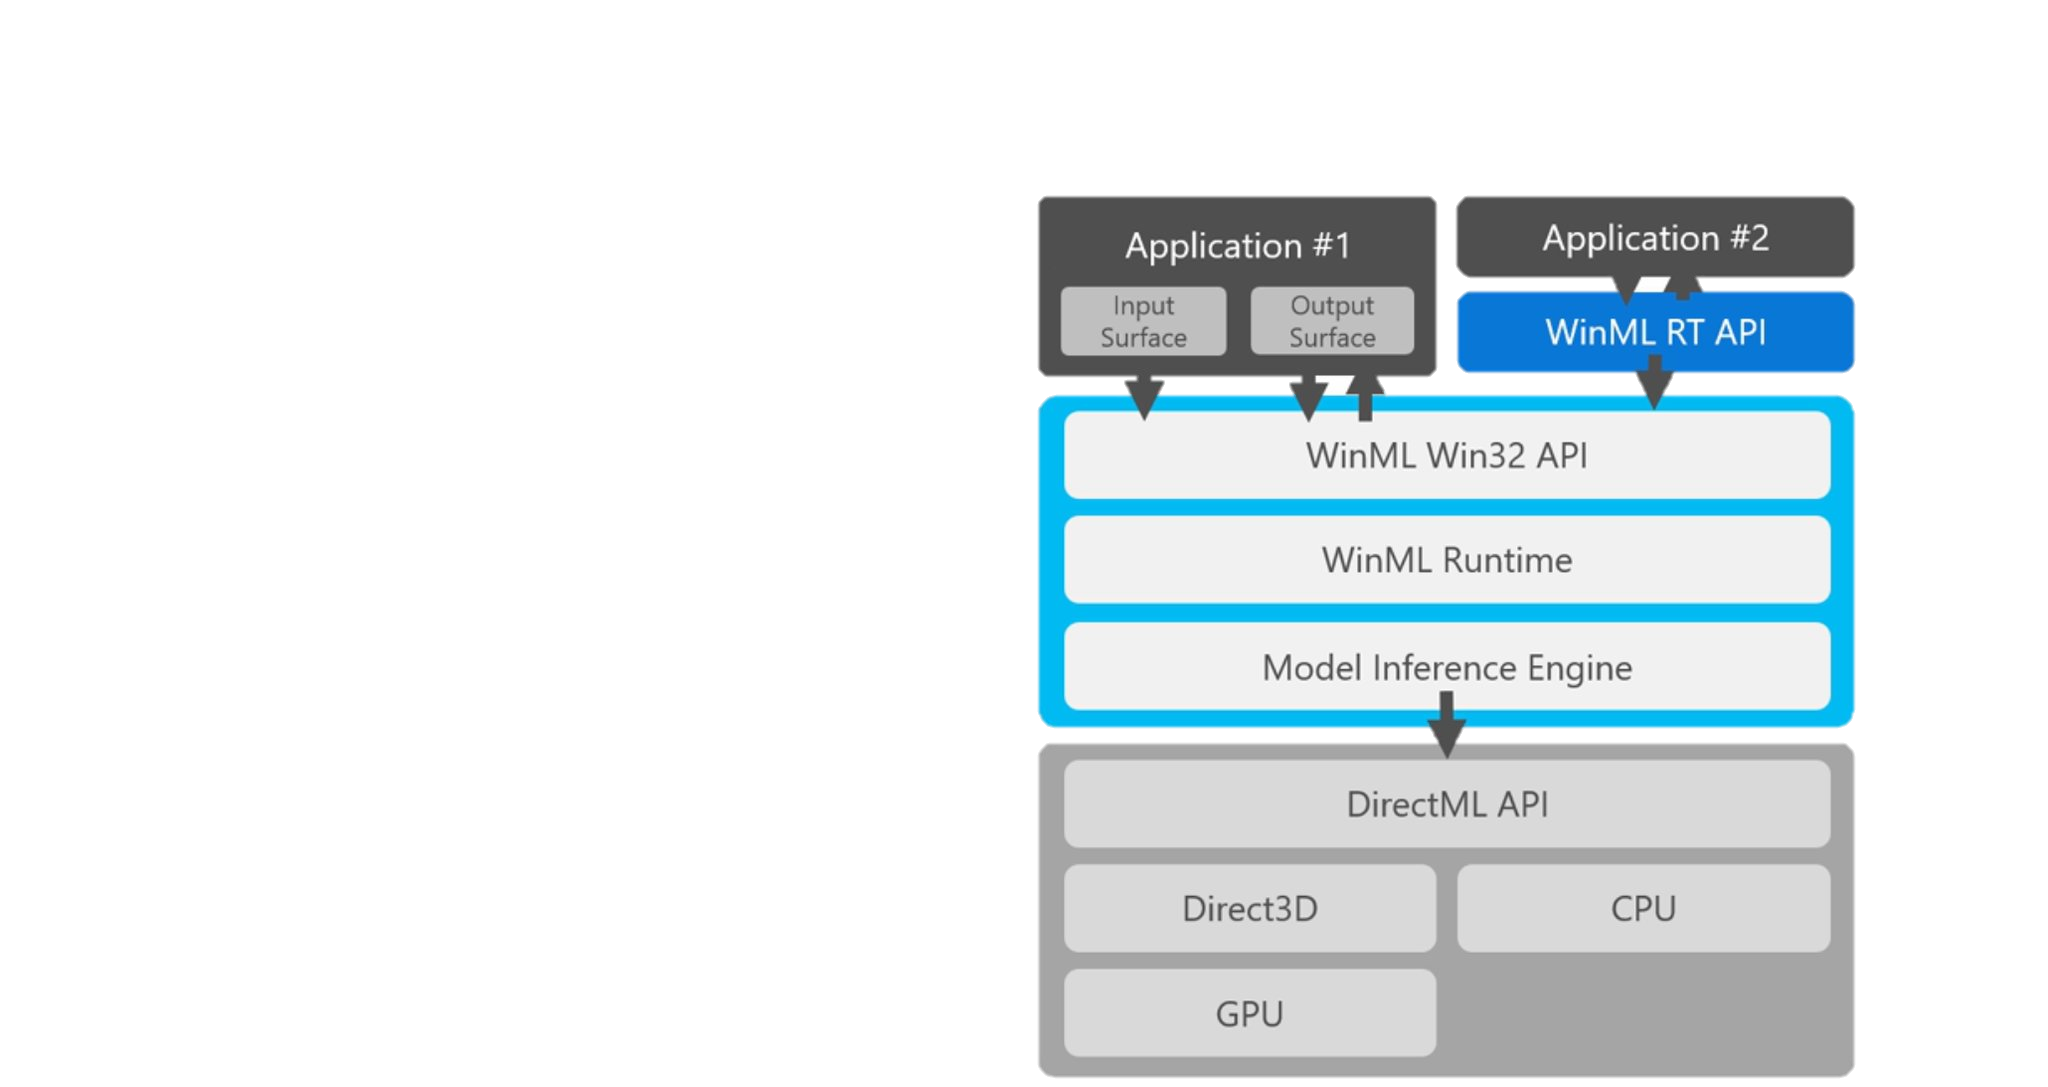 Application #1
Input
Surface
Output
Surface
Application #2
WinML RT API
WinML Win32 API
WinML Runtime
Model Inference Engine
DirectML API
Direct3D
CPU
GPU